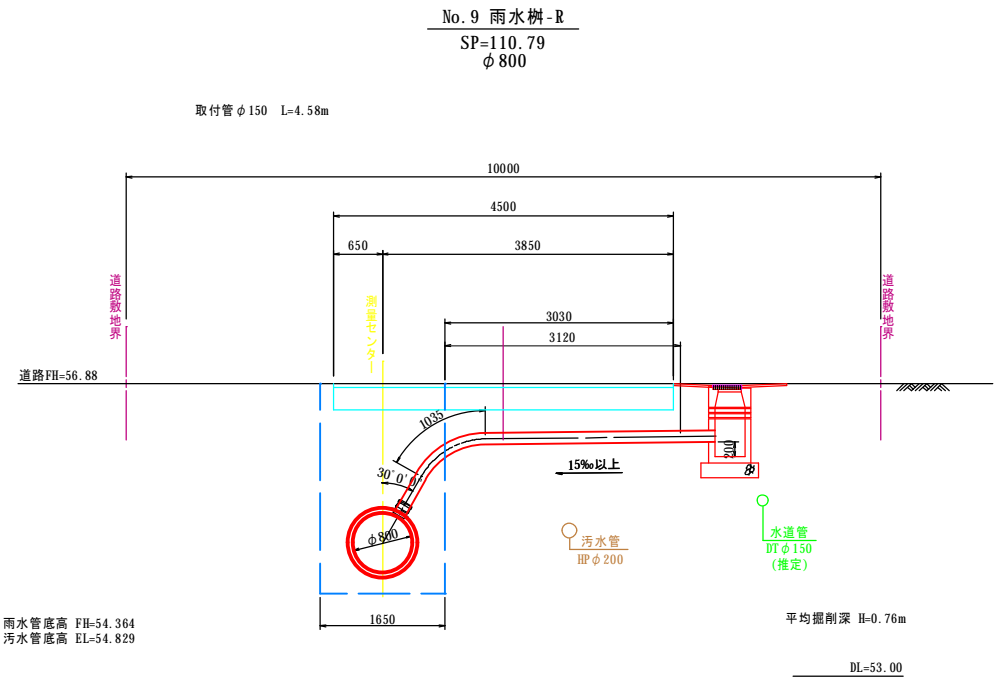 No.9 雨水桝-R
SP=110.79
φ800
取付管φ150 L=4.58m
10000
4500
650
3850
道路敷地界
測量センター
道路敷地界
3030
3120
道路FH=56.88
1035
200
30°0'0"
15‰以上
φ800
汚水管
HPφ200
水道管
DTφ150
(推定)
雨水管底高 FH=54.364
汚水管底高 EL=54.829
1650
平均掘削深 H=0.76m
DL=53.00